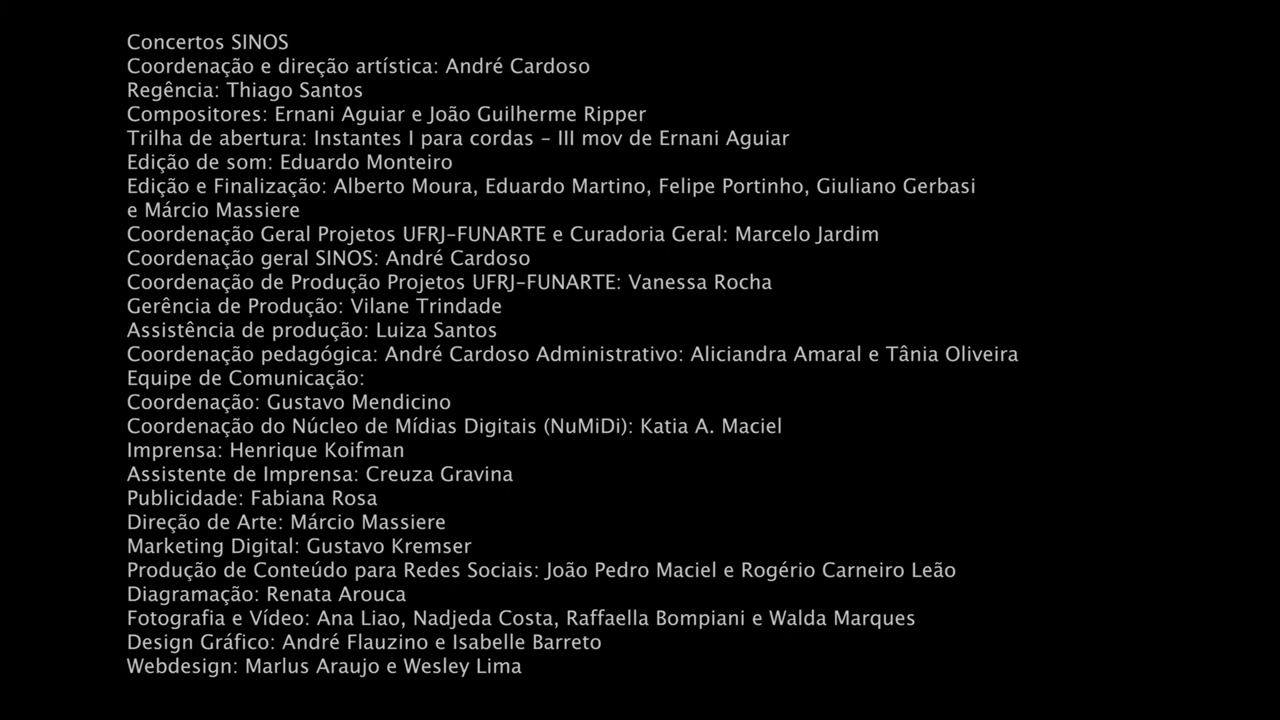 Concertos SINOS
Coordenação e direção artística: André Cardoso
Regência: Thiago Santos
Compositores: Ernani Aguiar e João Guilherme Ripper
Trilha de abertura: Instantes I para cordas – III mov de Ernani Aguiar
Edição de som: Eduardo Monteiro
Edição e Finalização: Alberto Moura, Eduardo Martino, Felipe Portinho, Giuliano Gerbasi
e Márcio Massiere
Coordenação Geral Projetos UFRJ-FUNARTE e Curadoria Geral: Marcelo Jardim
Coordenação geral SINOS: André Cardoso
Coordenação de Produção Projetos UFRJ-FUNARTE: Vanessa Rocha
Gerência de Produção: Vilane Trindade
Assistência de produção: Luiza Santos
Coordenação pedagógica: André Cardoso Administrativo: Aliciandra Amaral e Tânia Oliveira
Equipe de Comunicação:
Coordenação: Gustavo Mendicino
Coordenação do Núcleo de Mídias Digitais (NuMiDi): Katia A. Maciel
Imprensa: Henrique Koifman
Assistente de Imprensa: Creuza Gravina
Publicidade: Fabiana Rosa
Direção de Arte: Márcio Massiere
Marketing Digital: Gustavo Kremser
Produção de Conteúdo para Redes Sociais: João Pedro Maciel e Rogério Carneiro Leão
Diagramação: Renata Arouca
Fotografia e Vídeo: Ana Liao, Nadjeda Costa, Raffaella Bompiani e Walda Marques
Design Gráfico: André Flauzino e Isabelle Barreto
Webdesign: Marlus Araujo e Wesley Lima